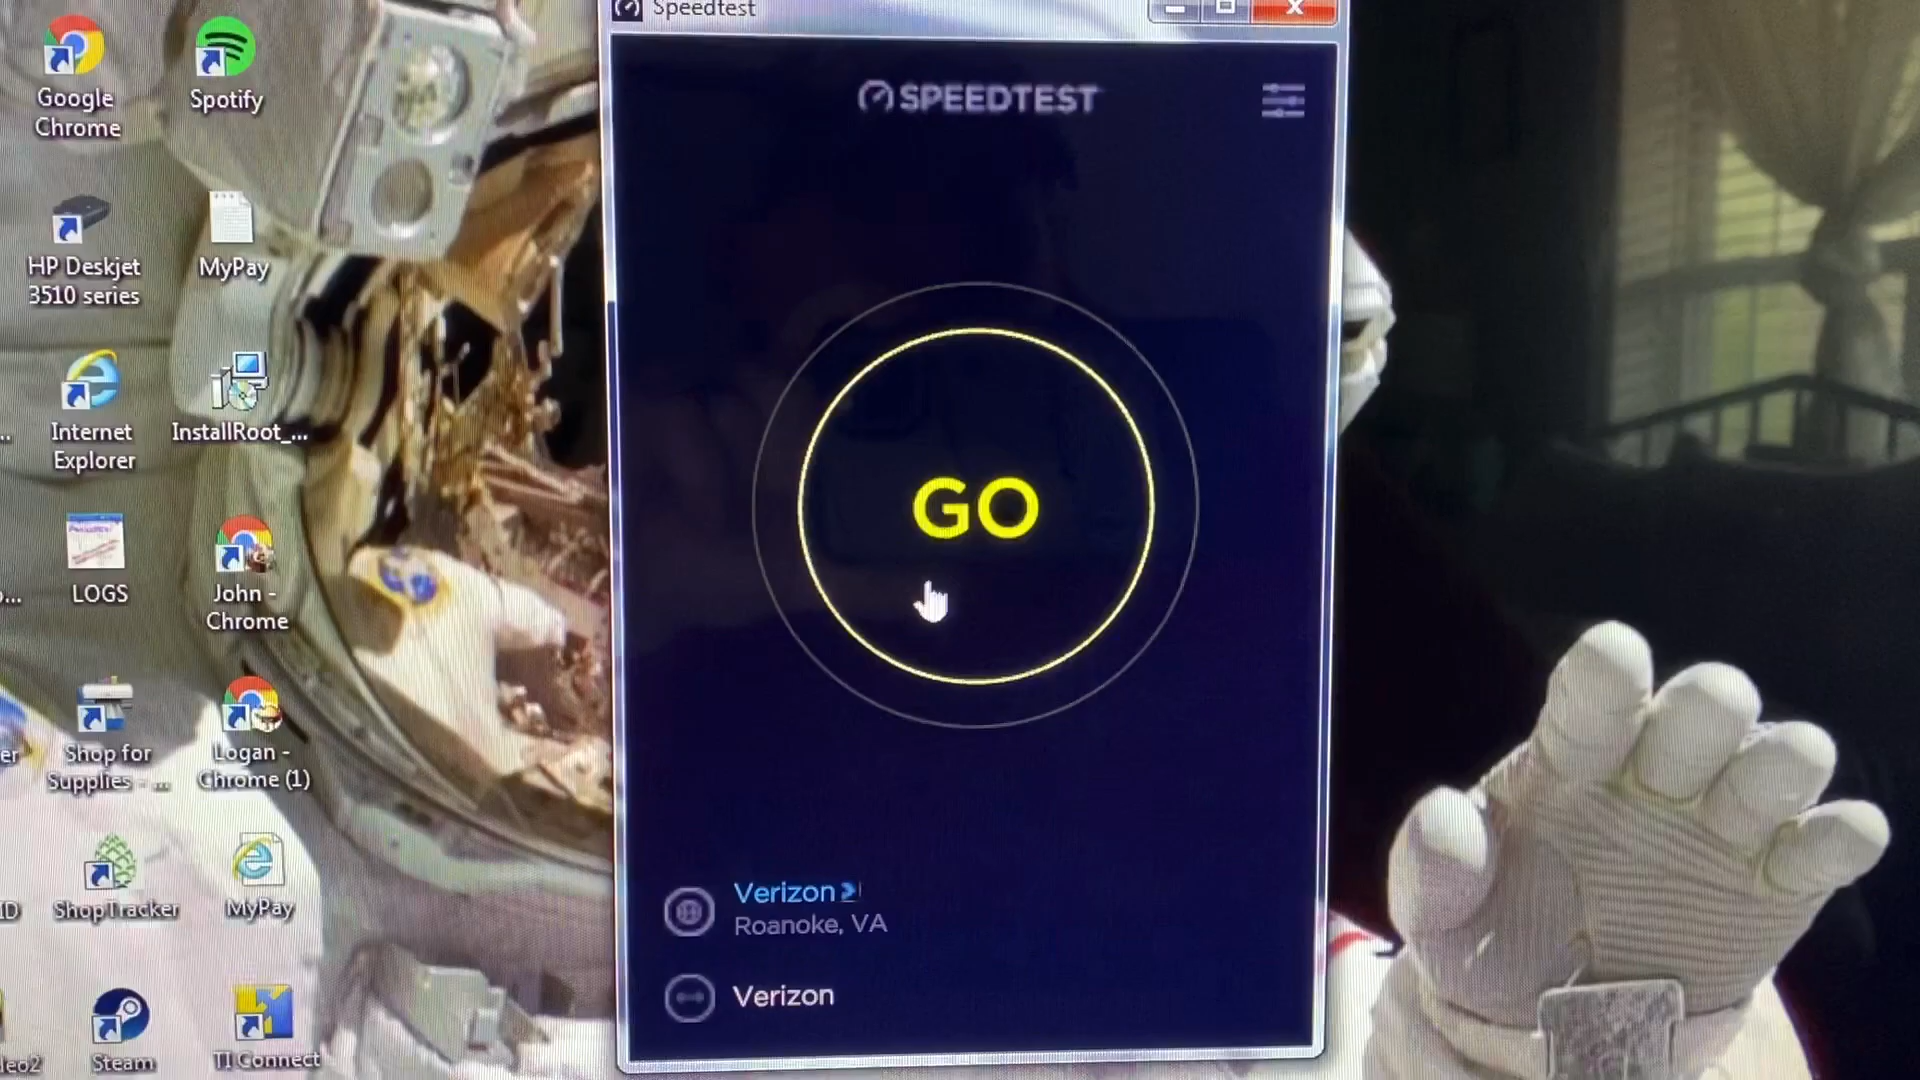 Speedtest
SPEEDTEST
GO
Verizon
Roanoke, VA
Verizon
Google
Chrome
Spotify
HP Deskjet
3510 series
MyPay
Internet
Explorer
InstallRoot_...
LOGS
John -
Chrome
Shop for
Supplies - ...
Logan -
Chrome (1)
ShopTracker
MyPay
Steam
TI Connect